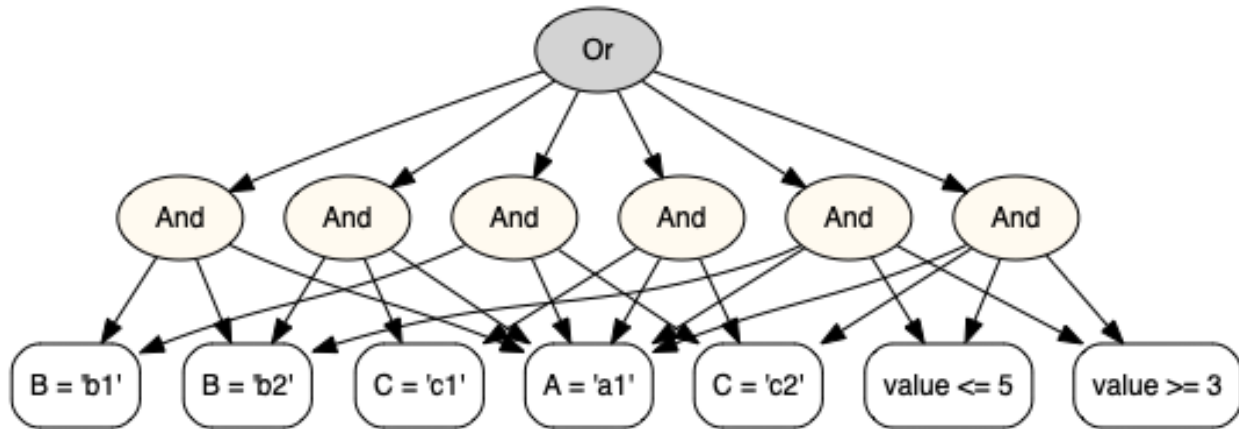 Or
And And And And And And
B = 'b1' B = 'b2' C = 'c1' A = 'a1' C = 'c2' value <= 5 value >= 3